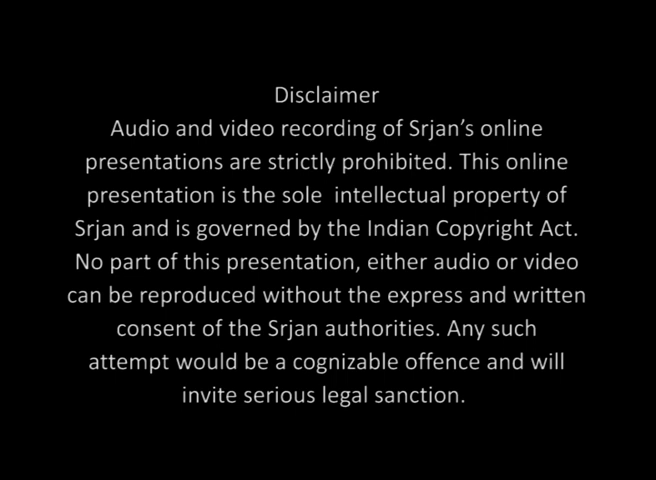 Disclaimer
Audio and video recording of Srjan’s online
presentations are strictly prohibited. This online
presentation is the sole  intellectual property of
Srjan and is governed by the Indian Copyright Act.
No part of this presentation, either audio or video
can be reproduced without the express and written
consent of the Srjan authorities. Any such
attempt would be a cognizable offence and will
invite serious legal sanction.